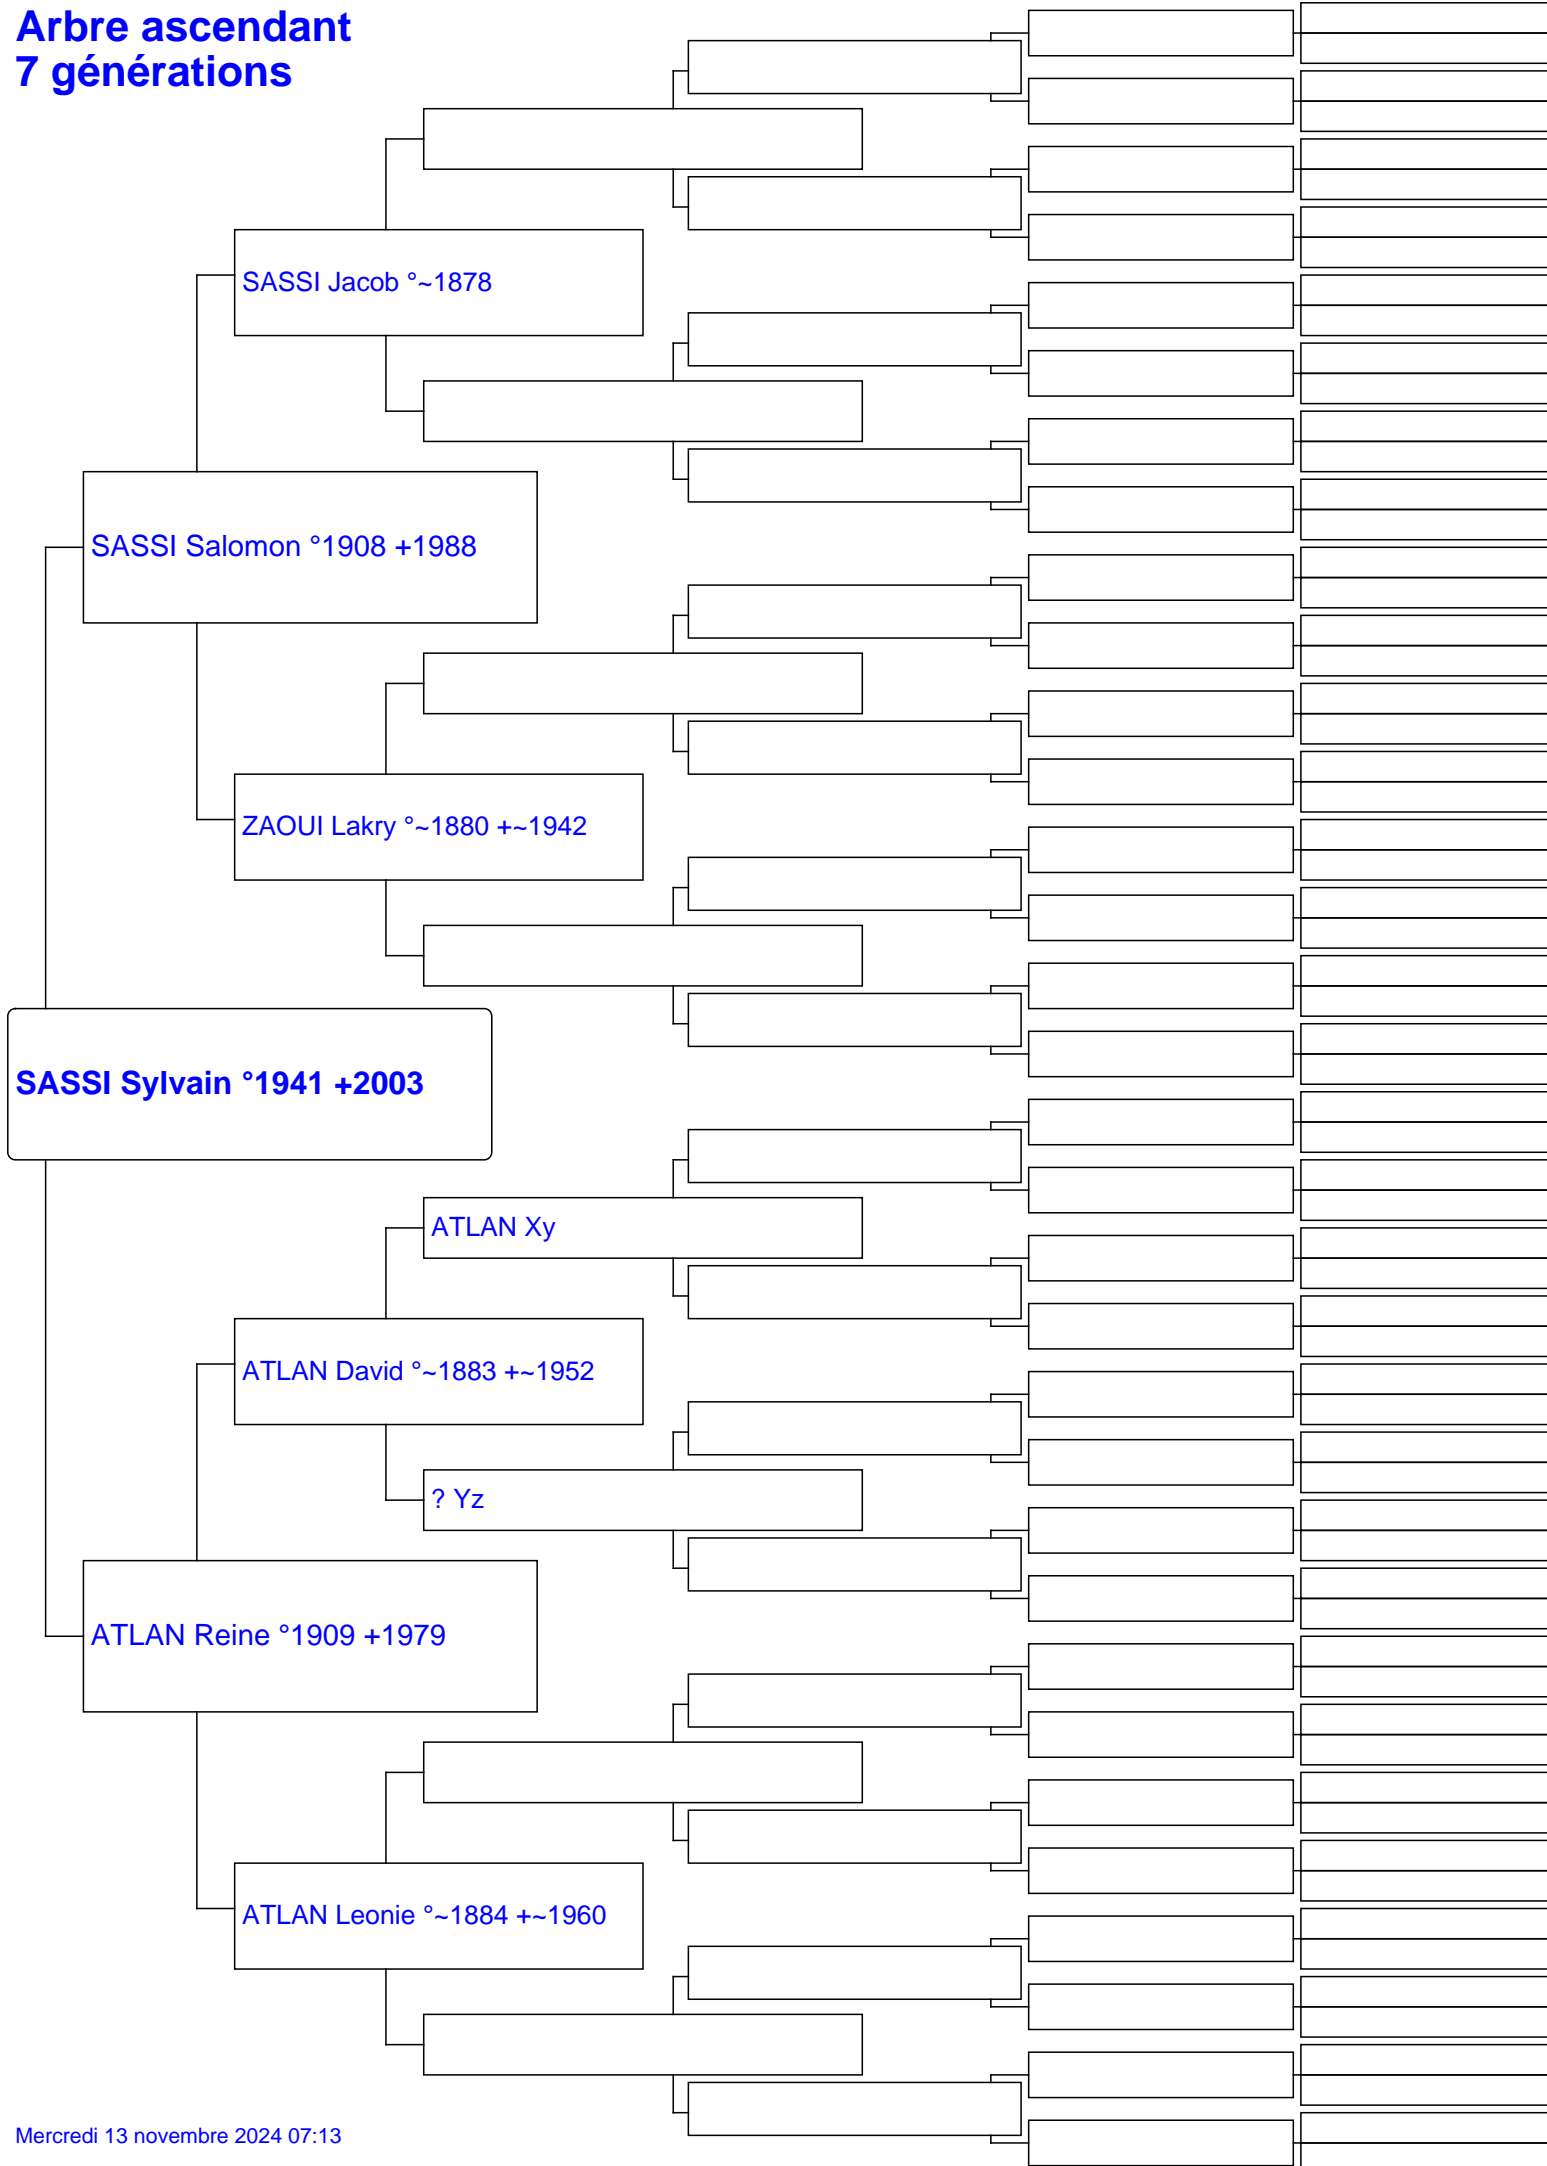 Arbre ascendant
7 générations
SASSI Jacob °~1878
SASSI Salomon °1908 +1988
ZAOUI Lakry °~1880 +~1942
SASSI Sylvain °1941 +2003
ATLAN Xy
ATLAN David °~1883 +~1952
? Yz
ATLAN Reine °1909 +1979
ATLAN Leonie °~1884 +~1960
Mercredi 13 novembre 2024 07:13